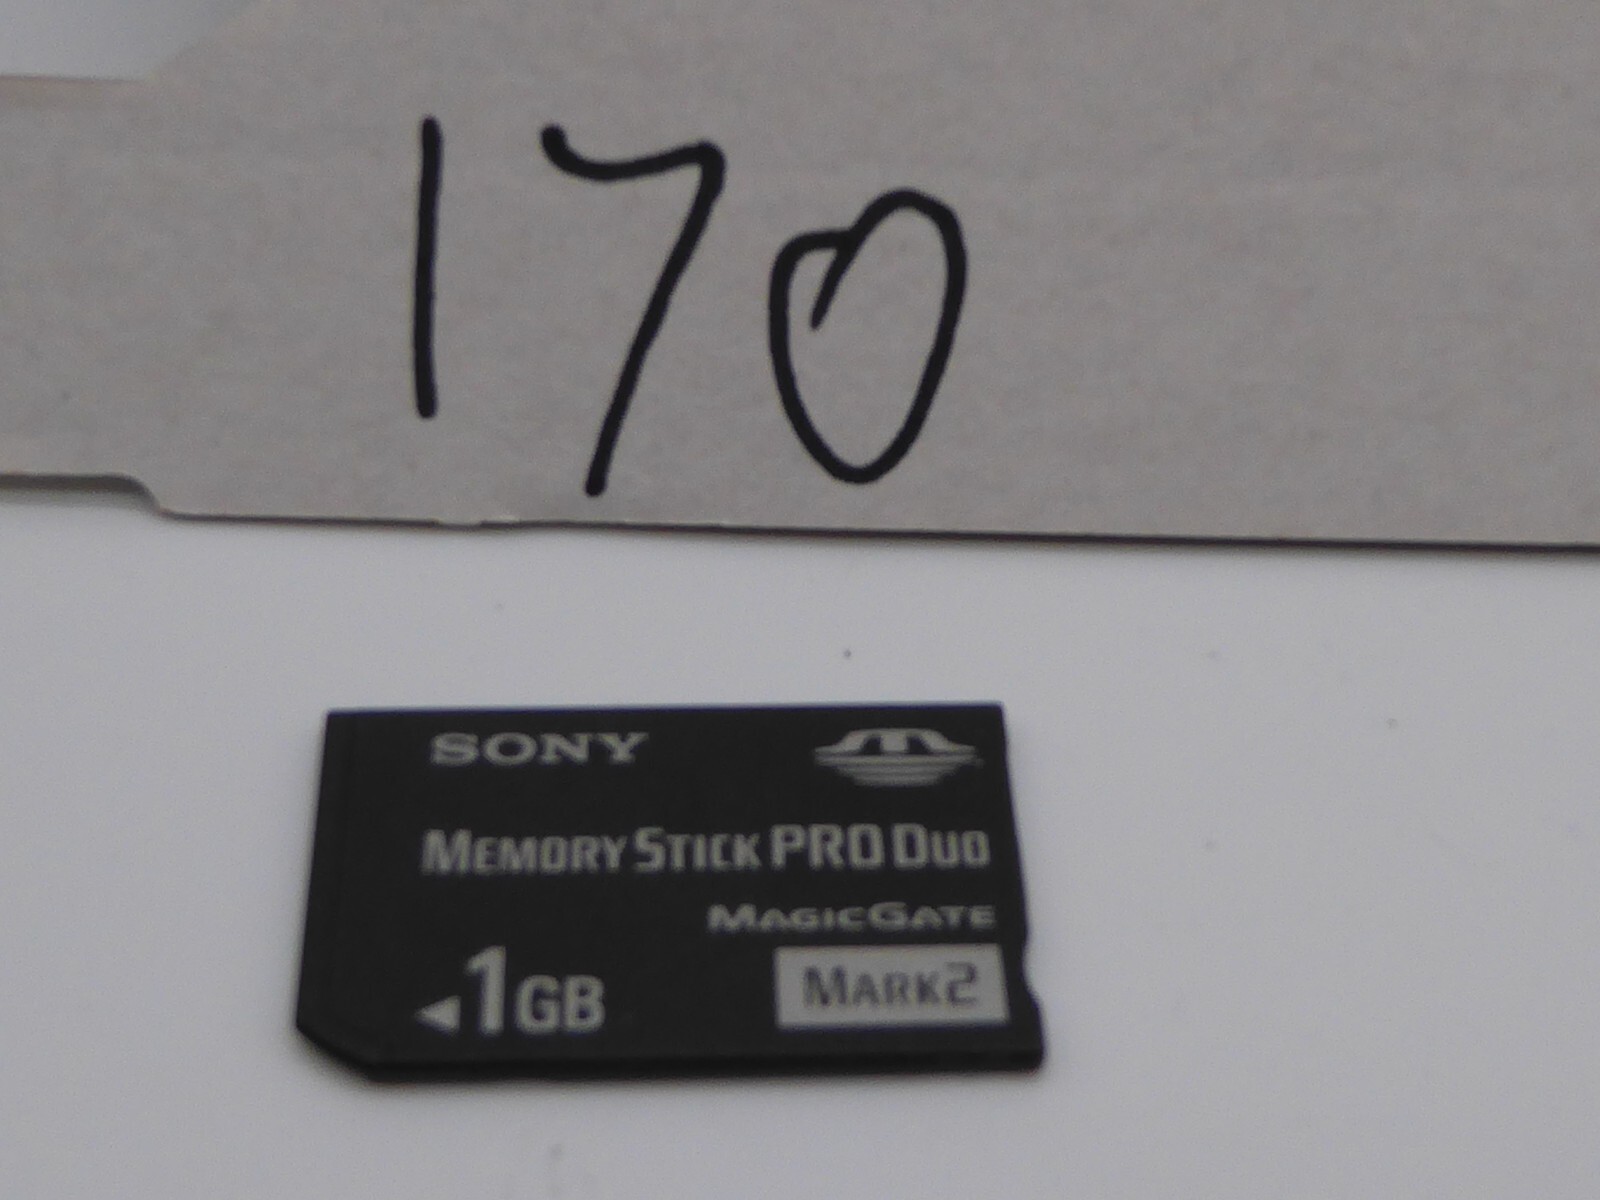 170
SONY
MEMORY STICK PRO DUO
MAGICGATE
1GB
MARK2